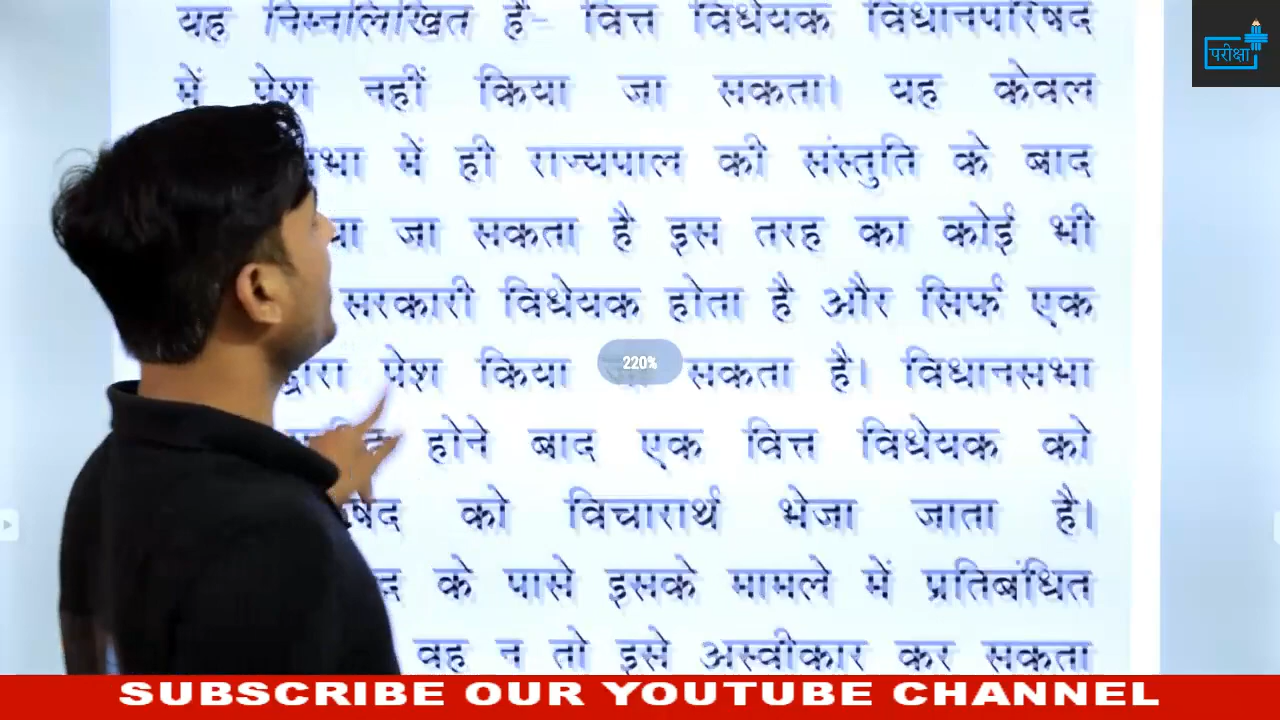 यह निम्नलिखित हैं- वित्त विधेयक विधानपरिषद
परीक्षा
में पेश नहीं किया जा सकता। यह केवल
में ही राज्यपाल की संस्तुति के बाद
जा सकता है इस तरह का कोई भी
सरकारी विधेयक होता है और सिर्फ एक
द्वारा पेश किया सकता है। विधानसभा
220%
होने बाद एक वित्त विधेयक को
को विचारार्थ भेजा जाता है।
के पासे इसके मामले में प्रतिबंधित
वह न तो इसे अस्वीकार कर सकता
SUBSCRIBE OUR YOUTUBE CHANNEL